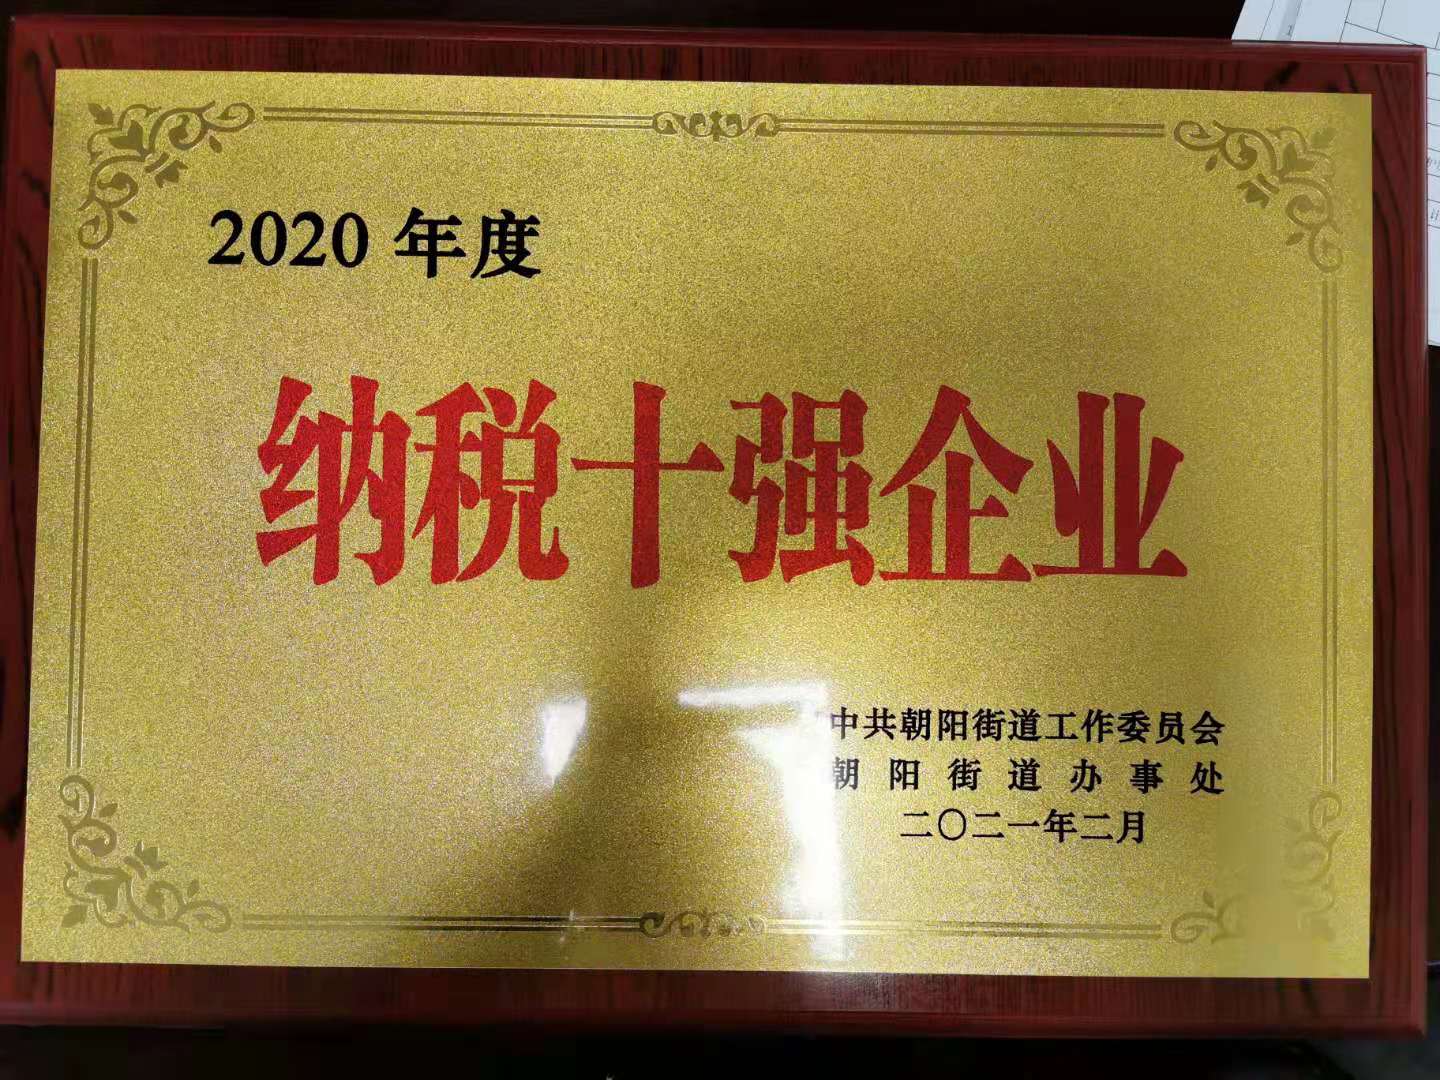 2020 年度
纳税十强企业
中共朝阳街道工作委员会
朝阳街道办事处
二〇二一年二月